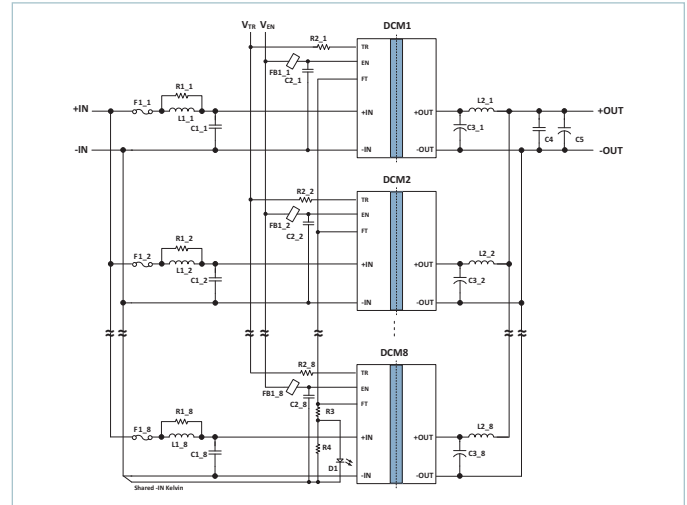 V_TR V_EN
DCM1
R2_1
TR
EN
FB1_1
C2_1
FT
R1_1
F1_1
+IN
L1_1
C1_1
+IN
-IN
-IN
+OUT
-OUT
L2_1
C3_1
C4
C5
+OUT
-OUT
DCM2
R2_2
TR
EN
FB1_2
C2_2
FT
R1_2
F1_2
L1_2
C1_2
+IN
-IN
+OUT
-OUT
L2_2
C3_2
DCM8
R2_8
TR
EN
FB1_8
C2_8
FT
R3
R1_8
F1_8
L1_8
C1_8
R4
D1
+IN
-IN
+OUT
-OUT
L2_8
C3_8
Shared -IN Kelvin